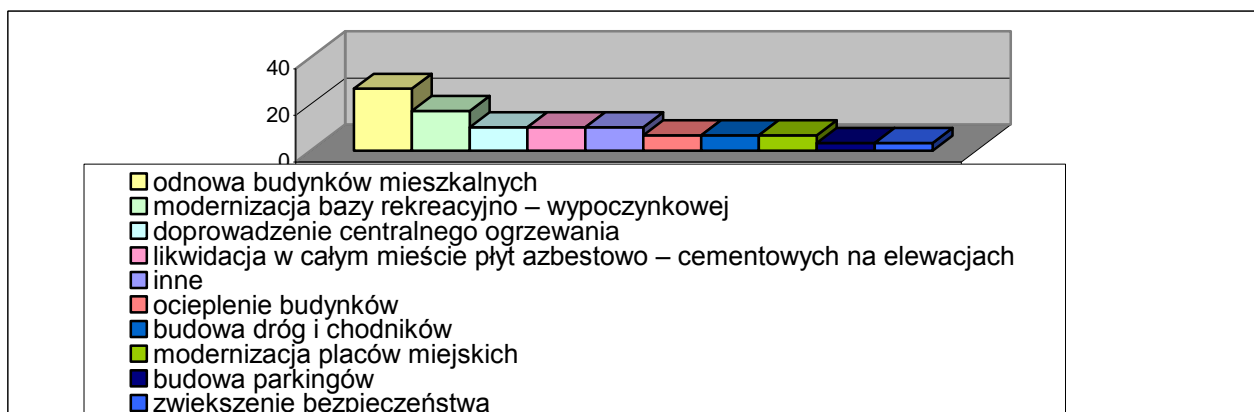 40
20
0
odnowa budynków mieszkalnych
modernizacja bazy rekreacyjno – wypoczynkowej
doprowadzenie centralnego ogrzewania
likwidacja w całym mieście płyt azbestowo – cementowych na elewacjach
inne
ocieplenie budynków
budowa dróg i chodników
modernizacja placów miejskich
budowa parkingów
zwiększenie bezpieczeństwa